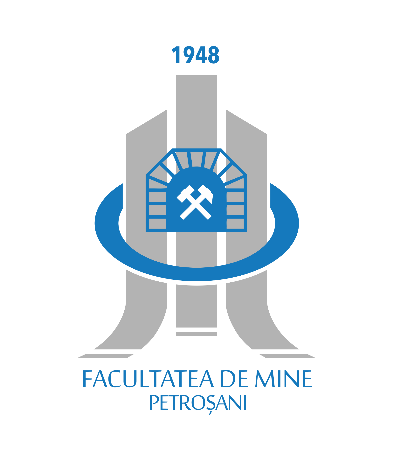 1948
FACULTATEA DE MINE
PETROȘANI